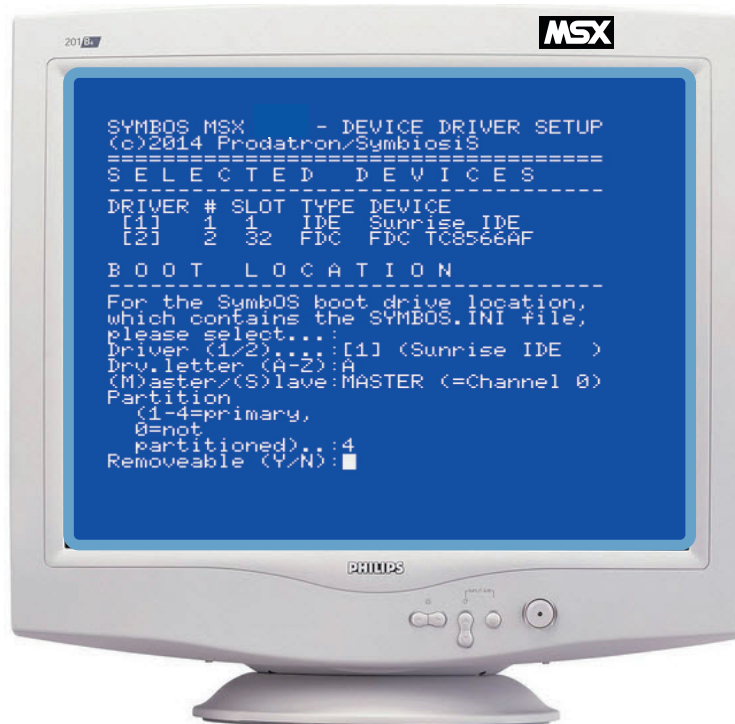 201B4
MSX
SYMBOS MSX - DEVICE DRIVER SETUP
(c)2014 Prodatron/SymbiosiS
=====================================
S E L E C T E D   D E V I C E S
-------------------------------------
DRIVER # SLOT TYPE DEVICE
[1] 1 1 IDE Sunrise IDE
[2] 2 32 FDC FDC TC8566AF
B O O T   L O C A T I O N
-------------------------------------
For the SymbOS boot drive location,
which contains the SYMBOS.INI file,
please select...:
Driver (1/2)....:[1] (Sunrise IDE  )
Drv.letter (A-Z):A
(M)aster/(S)lave:MASTER (=Channel 0)
Partition
(1-4=primary,
0=not
partitioned)..:4
Removeable (Y/N):
PHILIPS